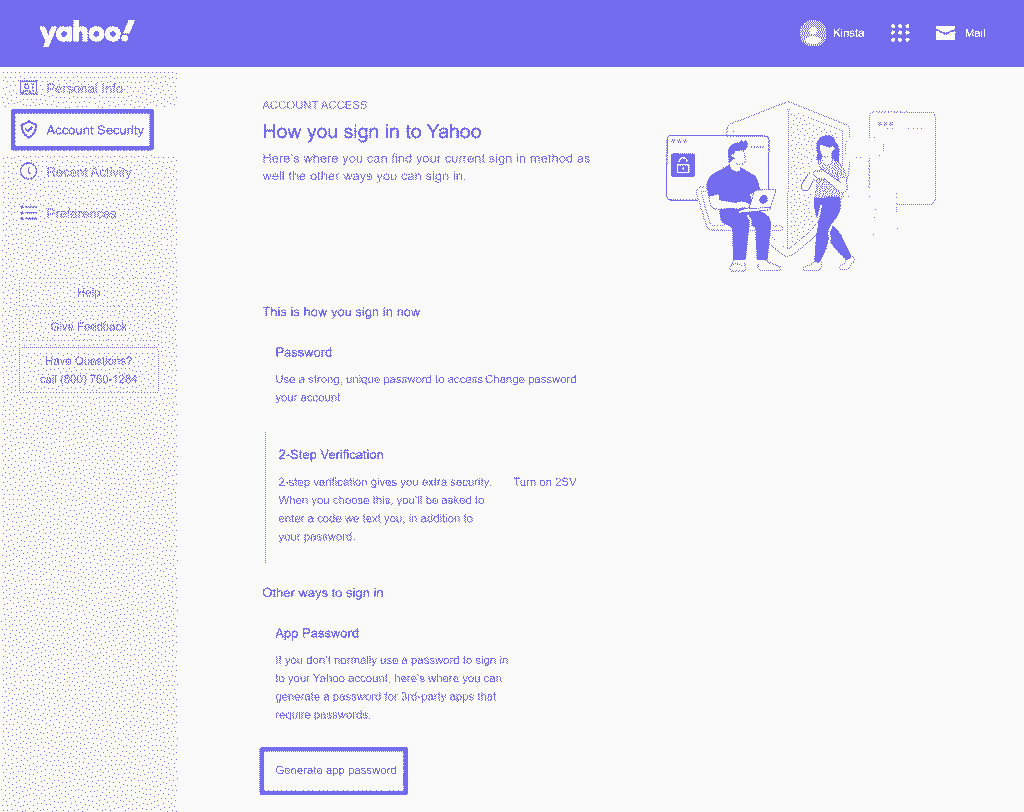 yahoo!
Kinsta
Mail
Personal Info
Account Security
Recent Activity
Preferences
Help
Give Feedback
Have Questions?
call (800) 760-1284
ACCOUNT ACCESS
How you sign in to Yahoo
Here's where you can find your current sign in method as
well the other ways you can sign in.
This is how you sign in now
Password
Use a strong, unique password to access Change password
your account
2-Step Verification
2-step verification gives you extra security. Turn on 2SV
When you choose this, you'll be asked to
enter a code we text you, in addition to
your password.
Other ways to sign in
App Password
If you don't normally use a password to sign in
to your Yahoo account, here's where you can
generate a password for 3rd-party apps that
require passwords.
Generate app password